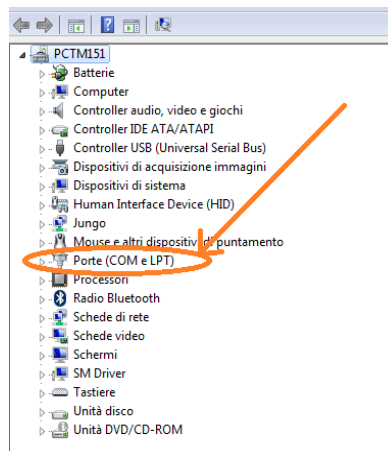 PCTM151
Batterie
Computer
Controller audio, video e giochi
Controller IDE ATA/ATAPI
Controller USB (Universal Serial Bus)
Dispositivi di acquisizione immagini
Dispositivi di sistema
Human Interface Device (HID)
Jungo
Mouse e altri dispositivi di puntamento
Porte (COM e LPT)
Processori
Radio Bluetooth
Schede di rete
Schede video
Schermi
SM Driver
Tastiere
Unità disco
Unità DVD/CD-ROM